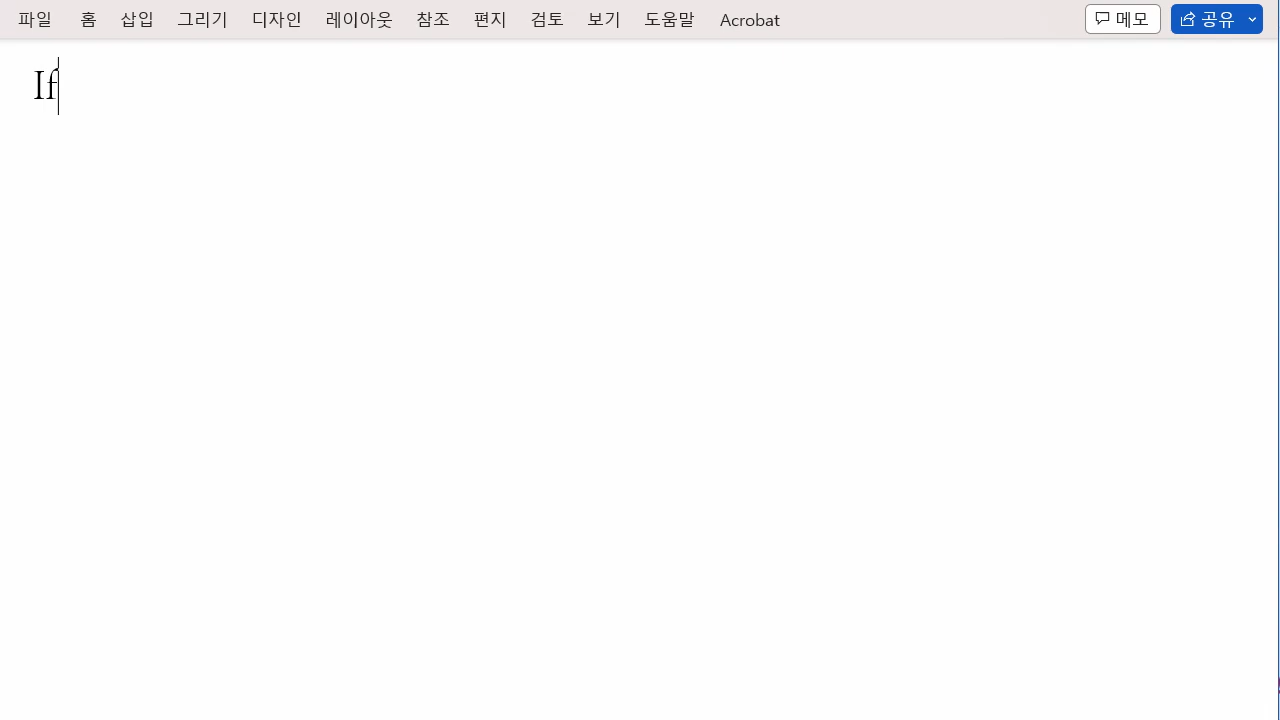 파일 홈 삽입 그리기 디자인 레이아웃 참조 편지 검토 보기 도움말 Acrobat 메모 공유
If